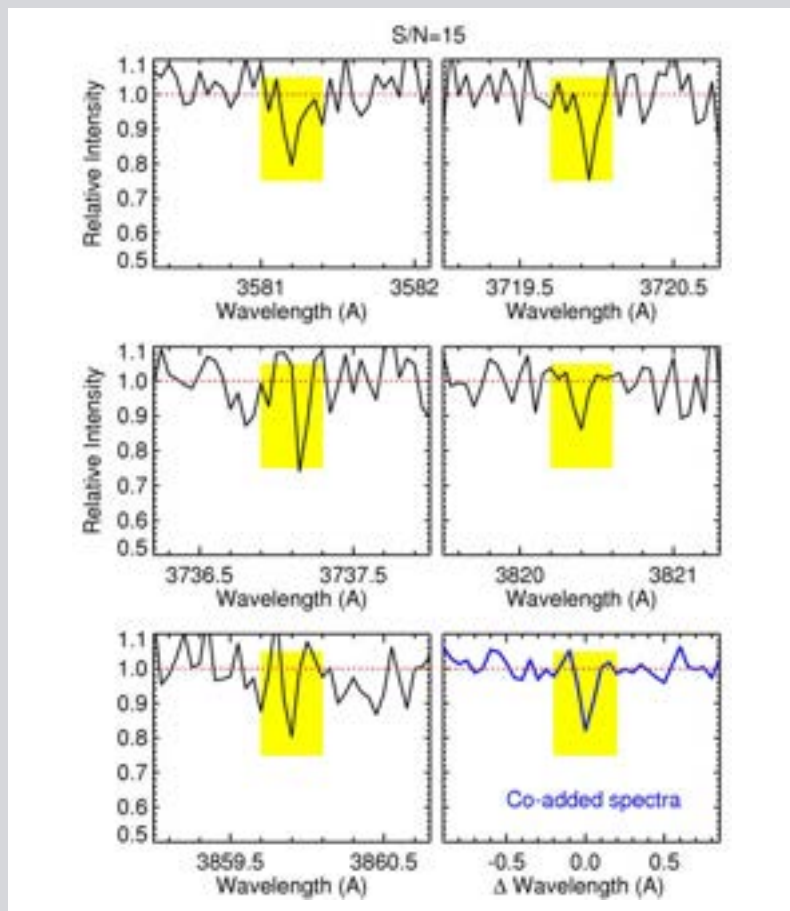 S/N=15
Relative Intensity
1.1
1.0
0.9
0.8
0.7
0.6
0.5
3581 3582
Wavelength (A)
3719.5 3720.5
Wavelength (A)
Relative Intensity
1.1
1.0
0.9
0.8
0.7
0.6
0.5
3736.5 3737.5
Wavelength (A)
3820 3821
Wavelength (A)
Relative Intensity
1.1
1.0
0.9
0.8
0.7
0.6
0.5
3859.5 3860.5
Wavelength (A)
Co-added spectra
-0.5 0.0 0.5
Δ Wavelength (A)